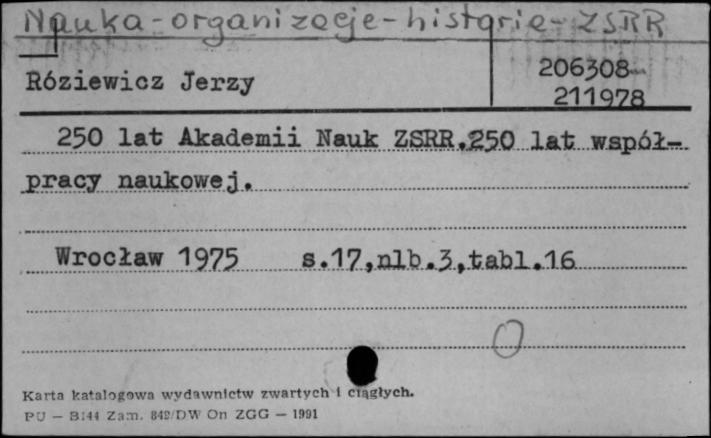 Nauka-organizacje-historia-ZSRR
Róziewicz Jerzy
206308
211978
250 lat Akademii Nauk ZSRR.250 lat współ-
pracy naukowej.
Wrocław 1975 s.17,nlb.3,tabl.16
Karta katalogowa wydawnictw zwartych i ciągłych.
PU — B144 Zam. 849/DW On ZGG — 1991